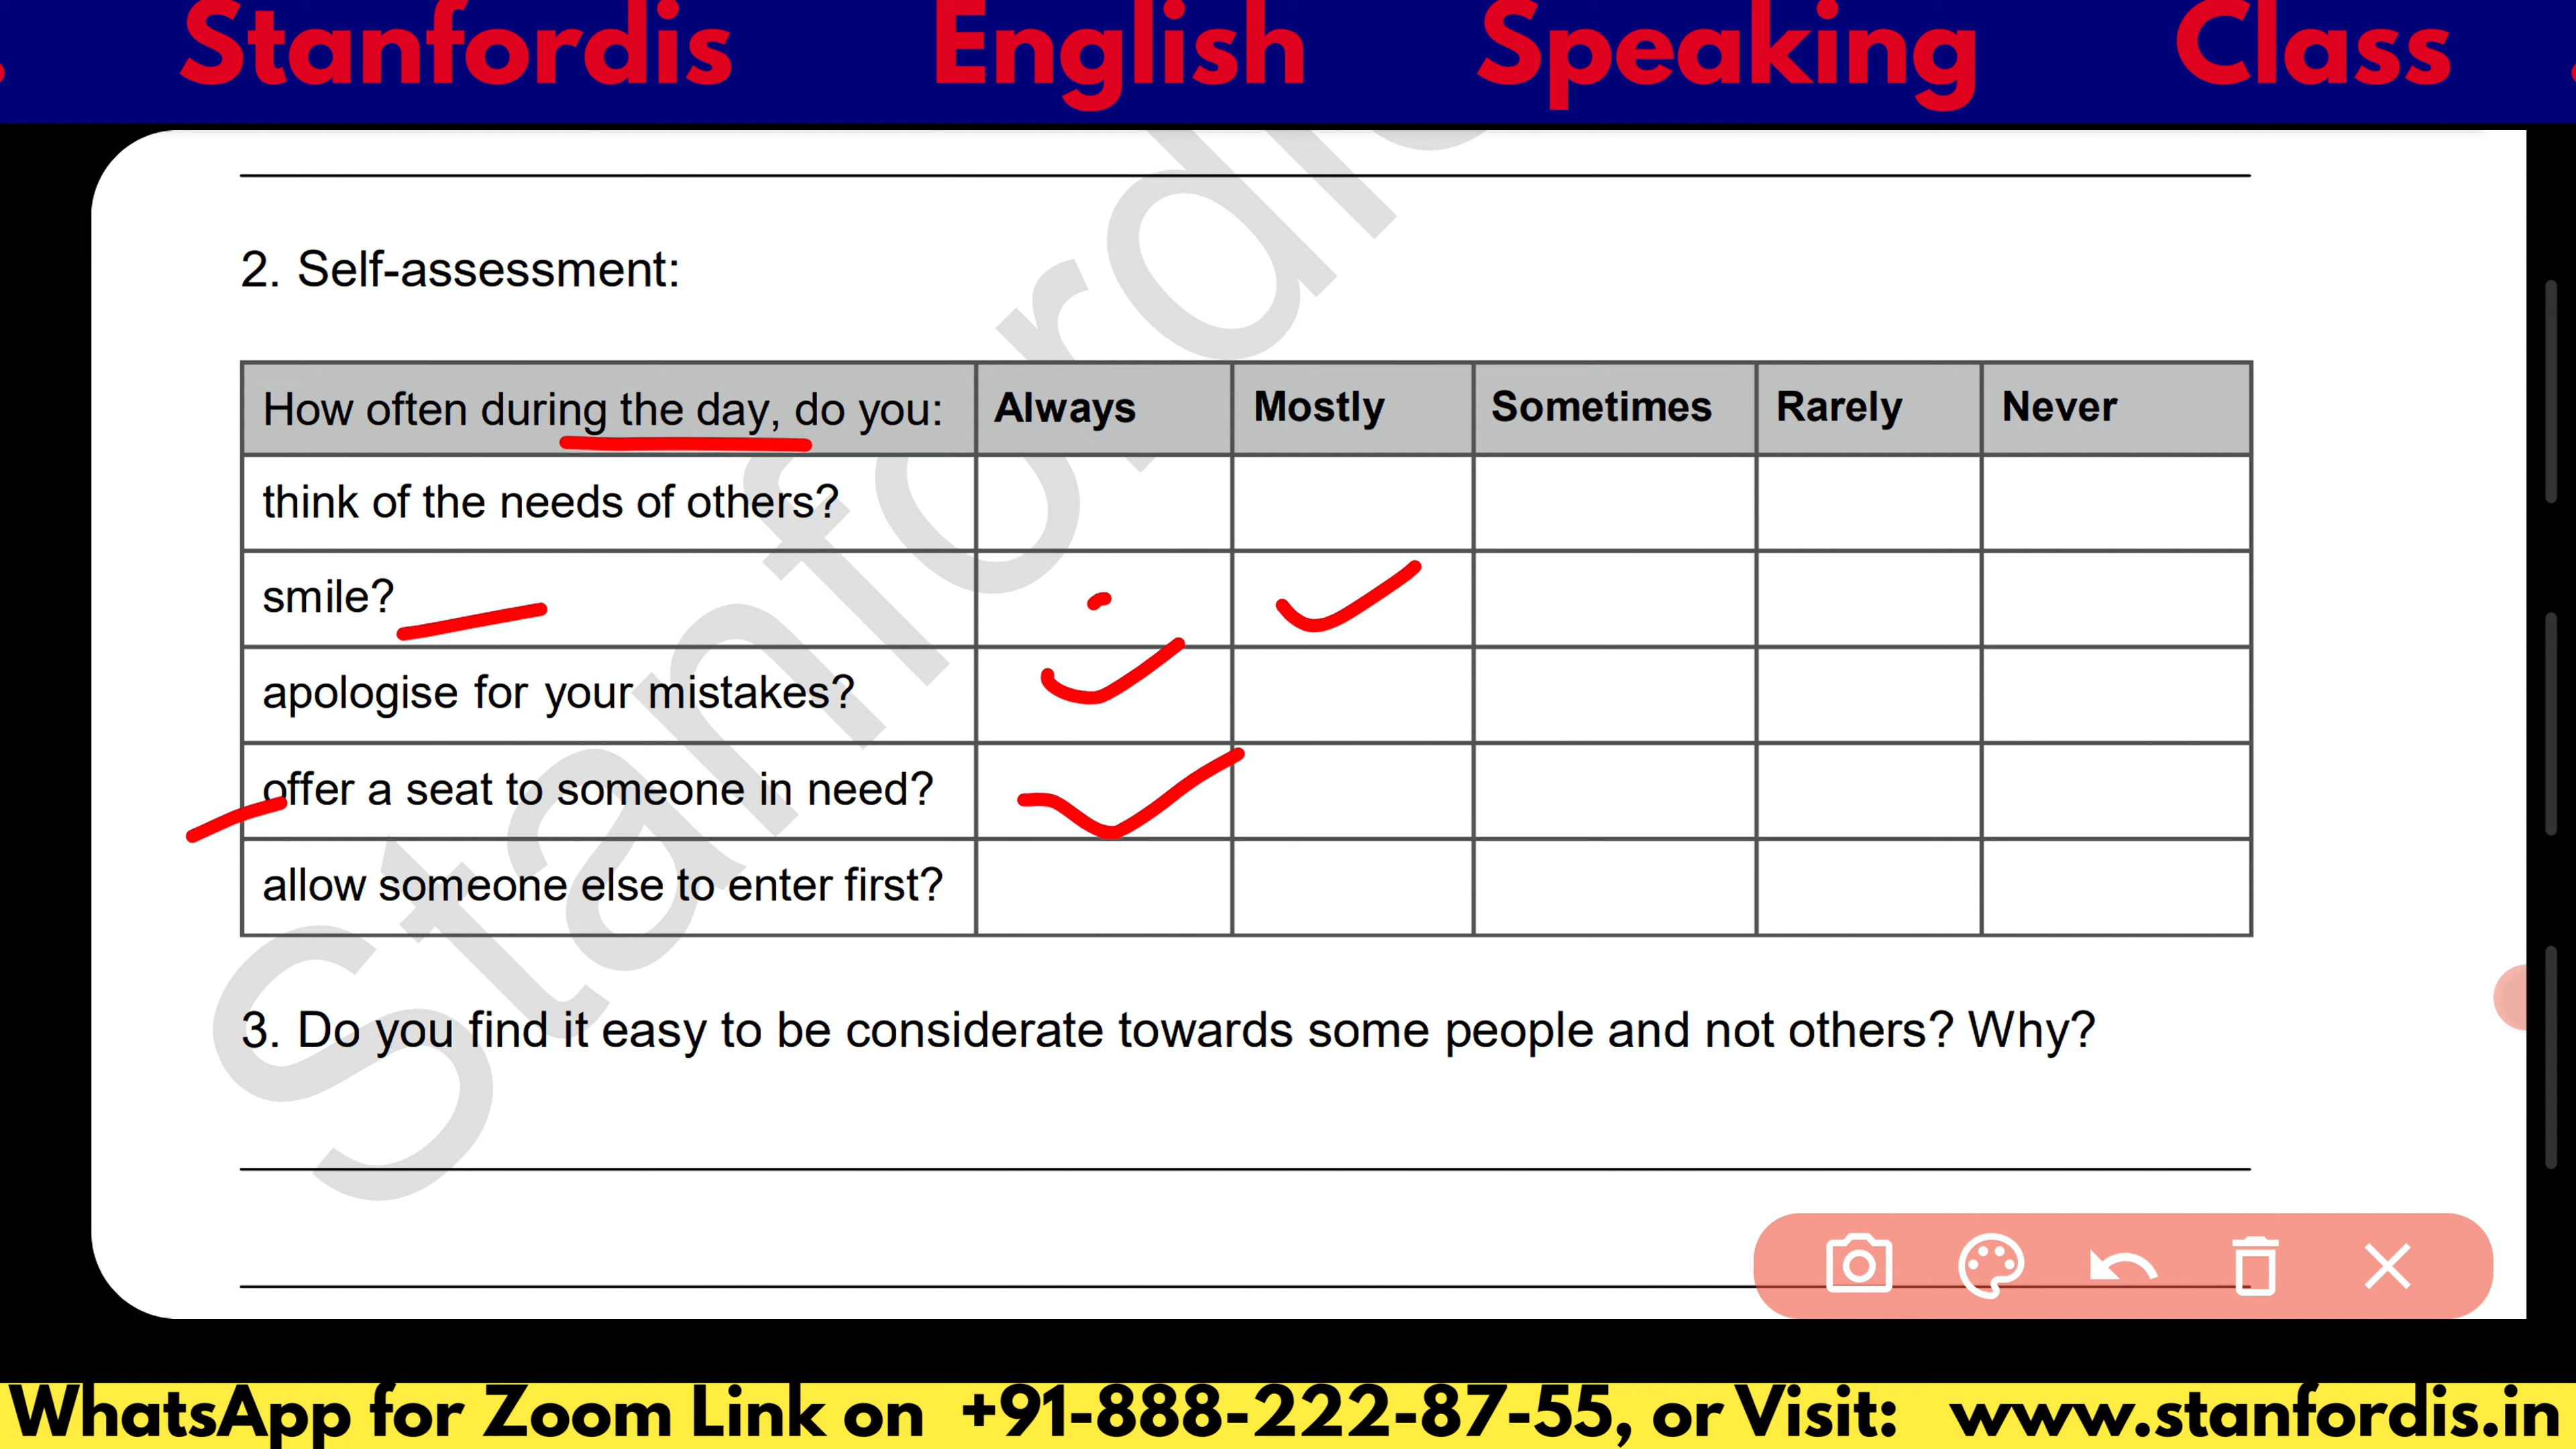 Stanfordis English Speaking Class
2. Self-assessment:
How often during the day, do you: Always Mostly Sometimes Rarely Never
think of the needs of others?
smile?
apologise for your mistakes?
offer a seat to someone in need?
allow someone else to enter first?
3. Do you find it easy to be considerate towards some people and not others? Why?
Stanfordi
WhatsApp for Zoom Link on +91-888-222-87-55, or Visit: www.stanfordis.in